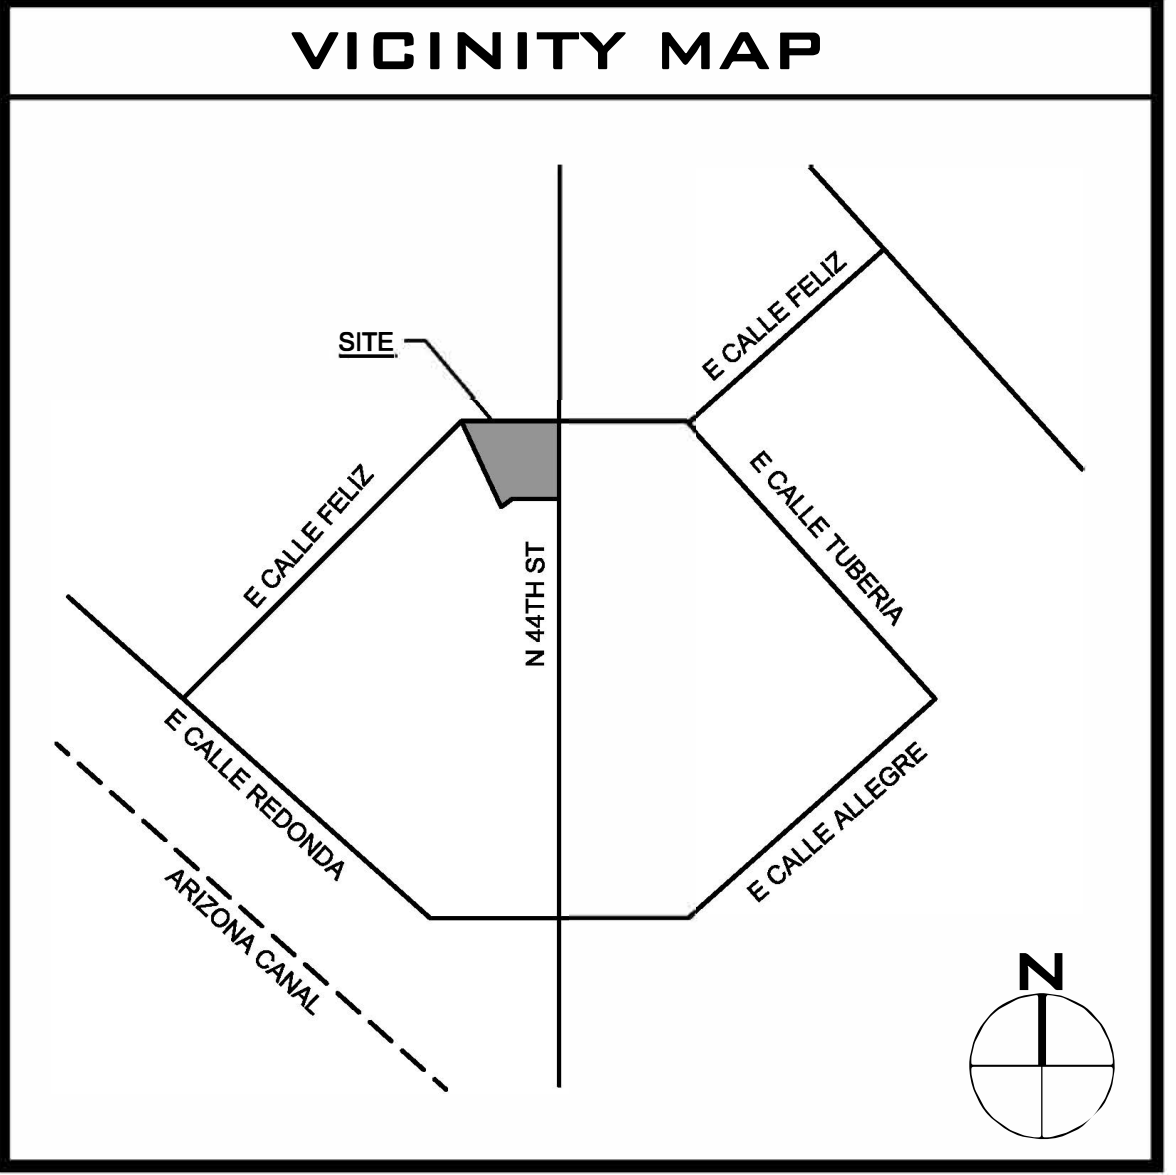 VICINITY MAP
E CALLE FELIZ
SITE
E CALLE FELIZ
E CALLE TUBERIA
N 44TH ST
E CALLE REDONDA
E CALLE ALLEGRE
ARIZONA CANAL
N